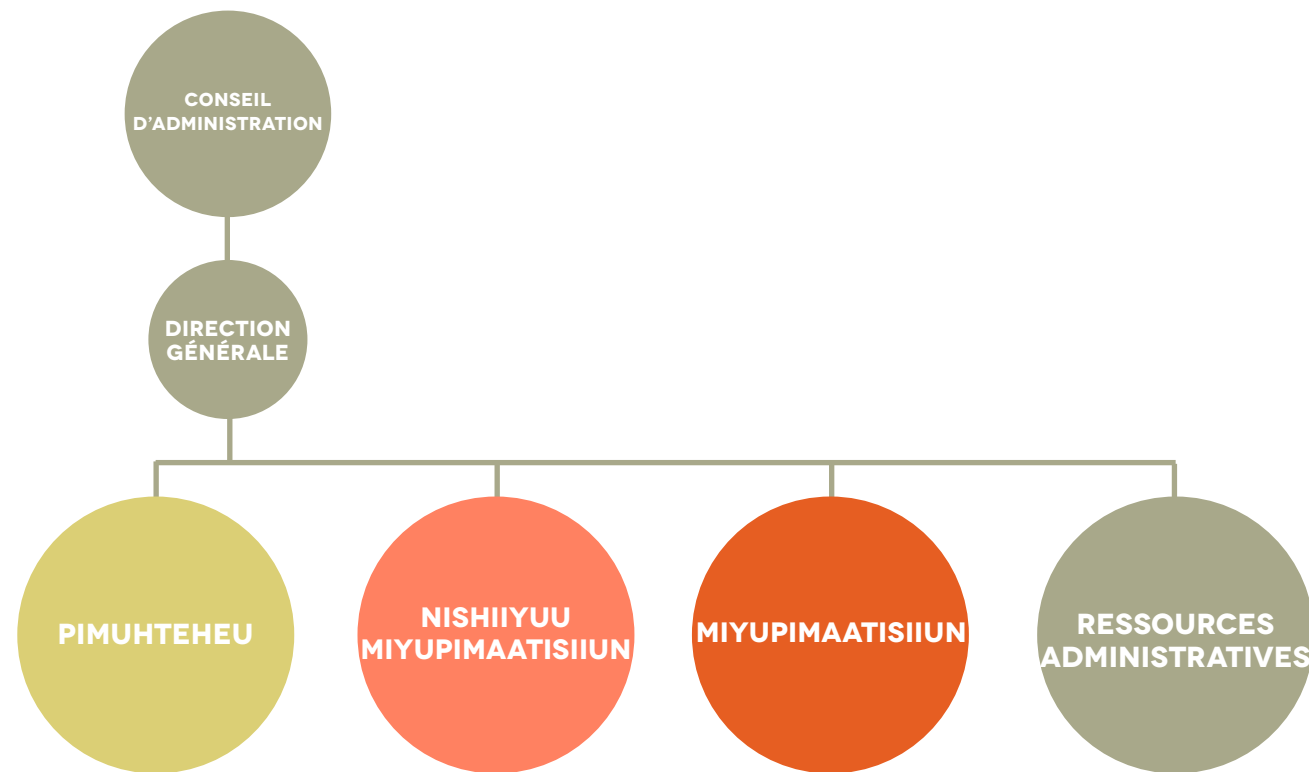 CONSEIL
D'ADMINISTRATION
DIRECTION
GÉNÉRALE
PIMUHTEHEU
NISHIIYUU
MIYUPIMAATISIIUN
MIYUPIMAATISIIUN
RESSOURCES
ADMINISTRATIVES